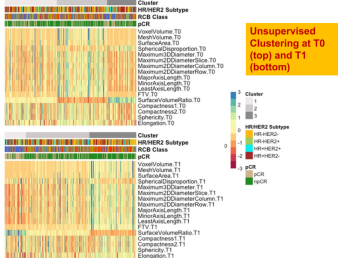 Cluster
HR/HER2 Subtype
RCB Class
pCR
VoxelVolume.T0
MeshVolume.T0
SurfaceArea.T0
SphericalDisproportion.T0
Maximum3DDiameter.T0
Maximum2DDiameterSlice.T0
Maximum2DDiameterColumn.T0
Maximum2DDiameterRow.T0
MajorAxisLength.T0
MinorAxisLength.T0
LeastAxisLength.T0
FTV.T0
SurfaceVolumeRatio.T0
Compactness1.T0
Compactness2.T0
Sphericity.T0
Elongation.T0
Cluster
HR/HER2 Subtype
RCB Class
pCR
VoxelVolume.T1
MeshVolume.T1
SurfaceArea.T1
SphericalDisproportion.T1
Maximum3DDiameter.T1
Maximum2DDiameterSlice.T1
Maximum2DDiameterColumn.T1
Maximum2DDiameterRow.T1
MajorAxisLength.T1
MinorAxisLength.T1
LeastAxisLength.T1
FTV.T1
SurfaceVolumeRatio.T1
Compactness1.T1
Compactness2.T1
Sphericity.T1
Elongation.T1
Unsupervised
Clustering at T0
(top) and T1
(bottom)
3
2
1
0
-1
-2
-3
Cluster
1
2
3
HR/HER2 Subtype
HR-HER2-
HR-HER2+
HR+HER2+
HR+HER2-
pCR
pCR
npCR